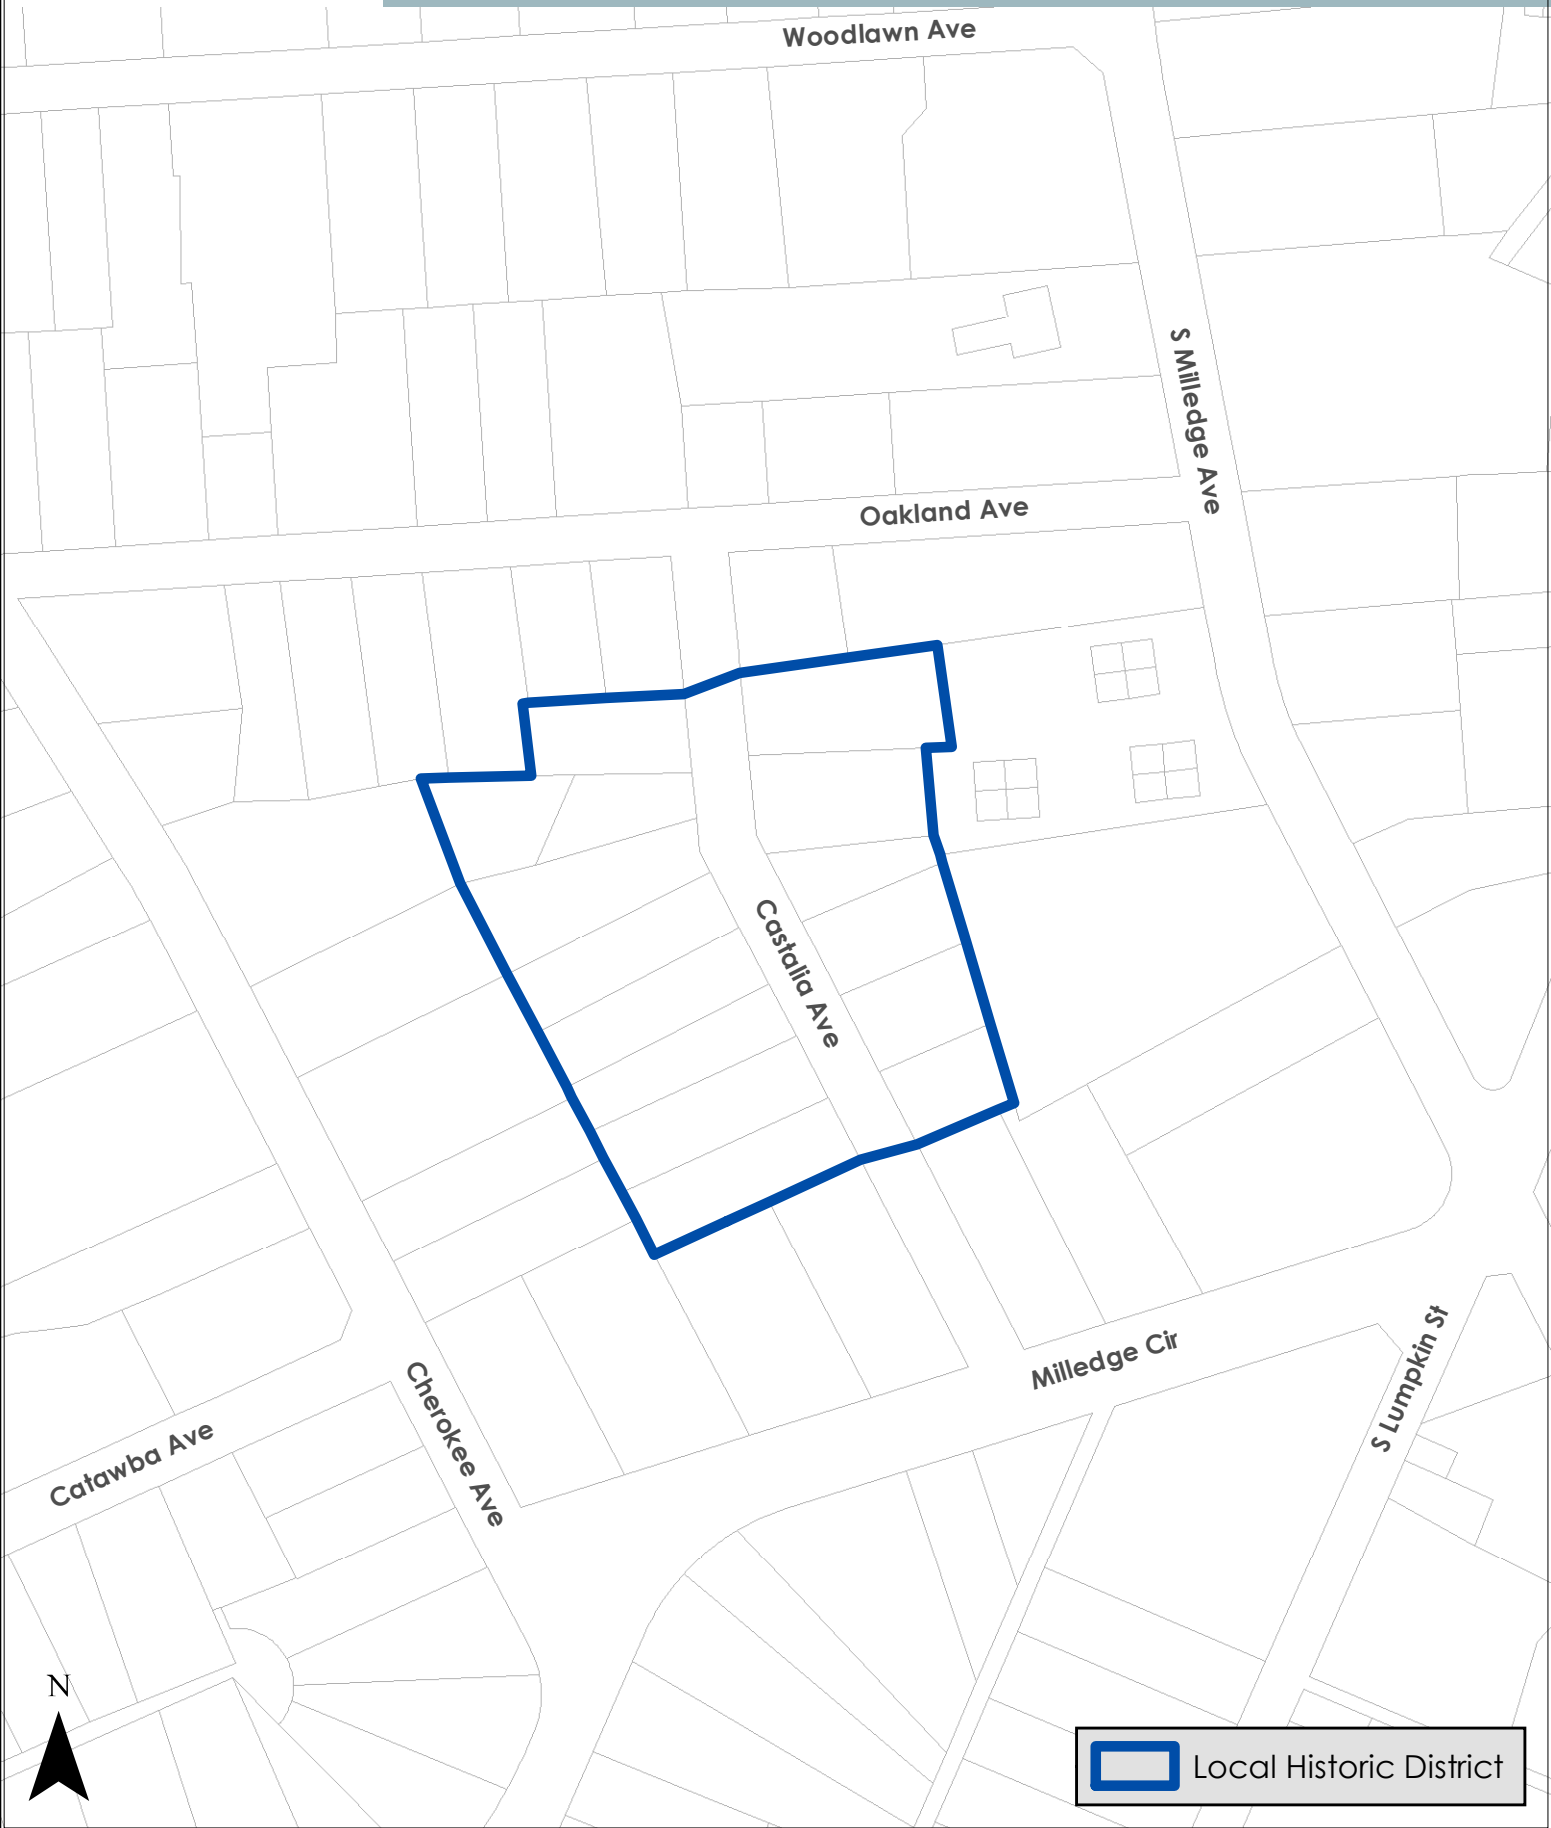 Woodlawn Ave
S Milledge Ave
Oakland Ave
Castalia Ave
Milledge Cir
S Lumpkin St
Cherokee Ave
Catawba Ave
N
Local Historic District